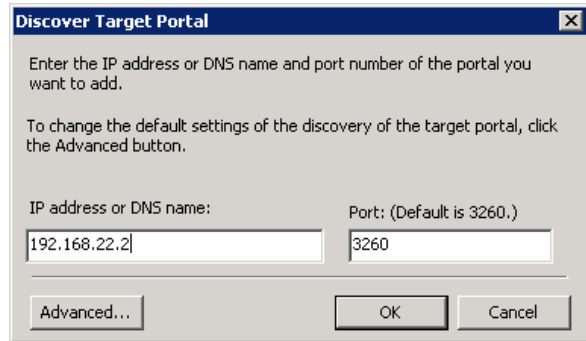 Discover Target Portal
Enter the IP address or DNS name and port number of the portal you
want to add.
To change the default settings of the discovery of the target portal, click
the Advanced button.
IP address or DNS name:
Port: (Default is 3260.)
192.168.22.2
3260
Advanced...
OK
Cancel